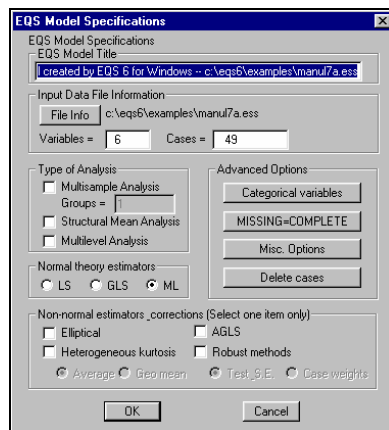 EQS Model Specifications
EQS Model Specifications
EQS Model Title
l created by EQS 6 for Windows -- c:\eqs6\examples\manul7a.ess
Input Data File Information
File Info c:\eqs6\examples\manul7a.ess
Variables = 6 Cases = 49
Type of Analysis
Multisample Analysis
Groups = 1
Structural Mean Analysis
Multilevel Analysis
Advanced Options
Categorical variables
MISSING=COMPLETE
Misc. Options
Delete cases
Normal theory estimators
LS GLS ML
Non-normal estimators_corrections (Select one item only)
Elliptical AGLS
Heterogeneous kurtosis Robust methods
Average Geo mean Test_S.E. Case weights
OK Cancel